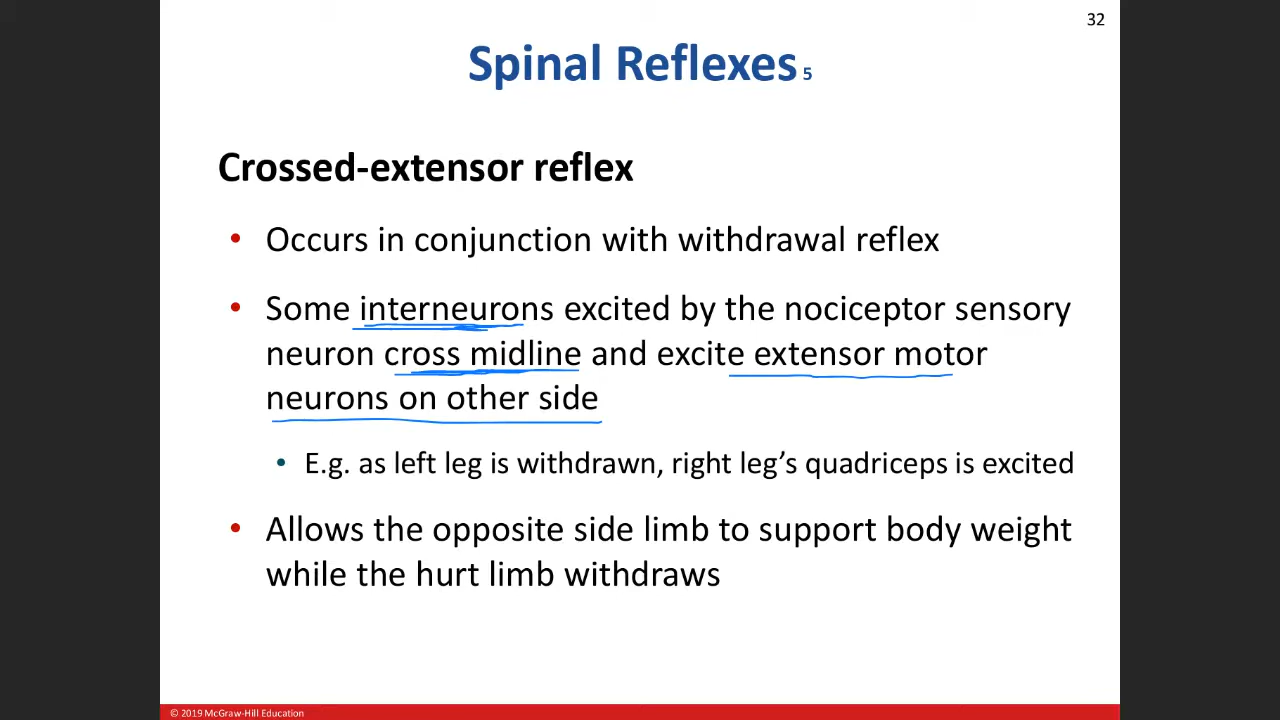 32
Spinal Reflexes 5
Crossed-extensor reflex
• Occurs in conjunction with withdrawal reflex
• Some interneurons excited by the nociceptor sensory
neuron cross midline and excite extensor motor
neurons on other side
• E.g. as left leg is withdrawn, right leg’s quadriceps is excited
• Allows the opposite side limb to support body weight
while the hurt limb withdraws
© 2019 McGraw-Hill Education